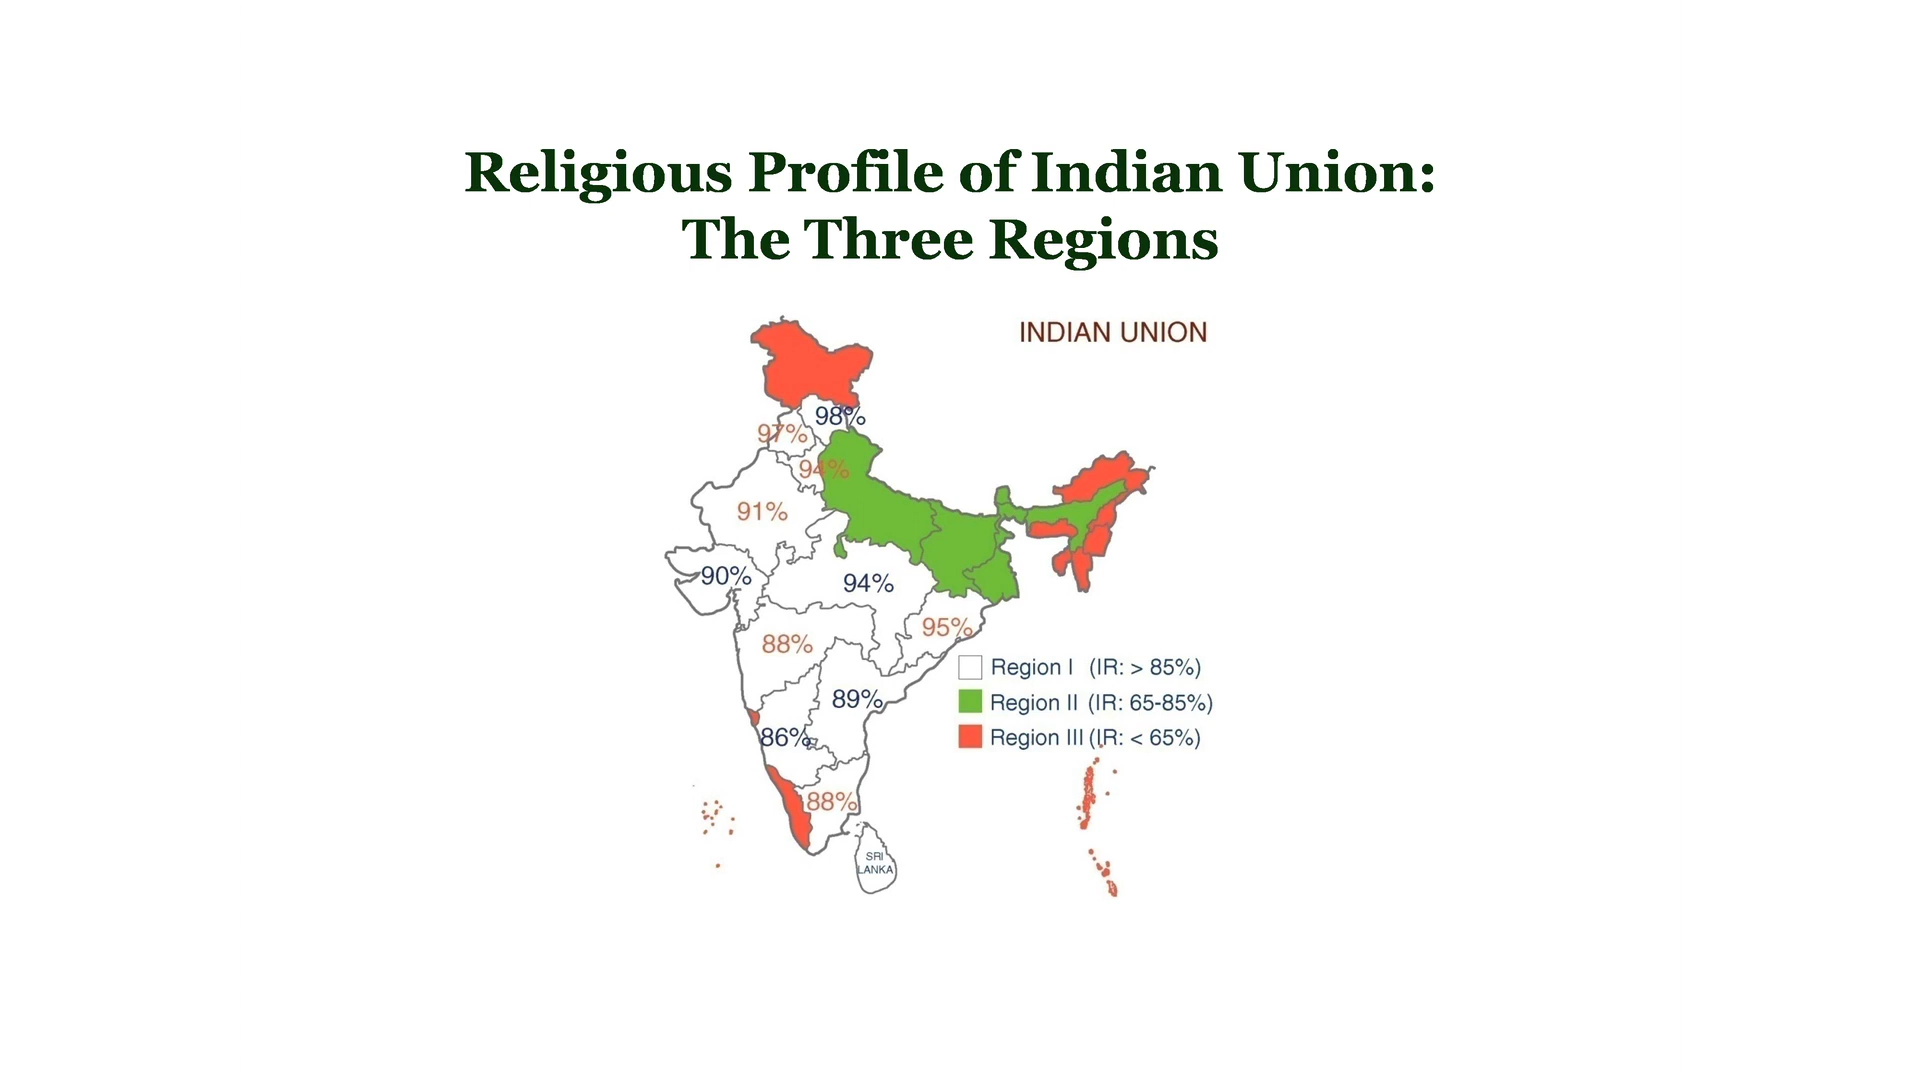 Religious Profile of Indian Union:
The Three Regions
INDIAN UNION
98%
97%
94%
91%
90%
94%
95%
88%
Region I (IR: > 85%)
89%
Region II (IR: 65-85%)
86%
Region III (IR: < 65%)
88%
SRI
LANKA